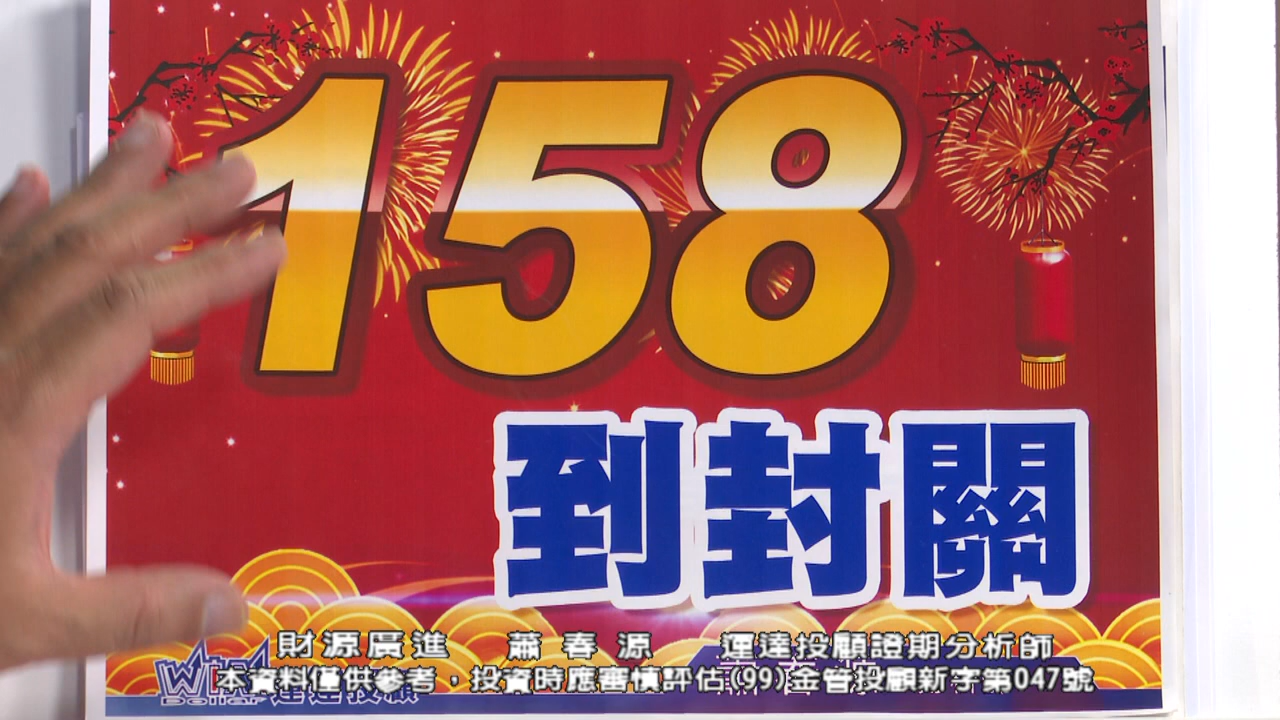 158
到封關
財源廣進 蕭春源 運達投顧證期分析師
本資料僅供參考，投資時應審慎評估(99)金管投顧新字第047號